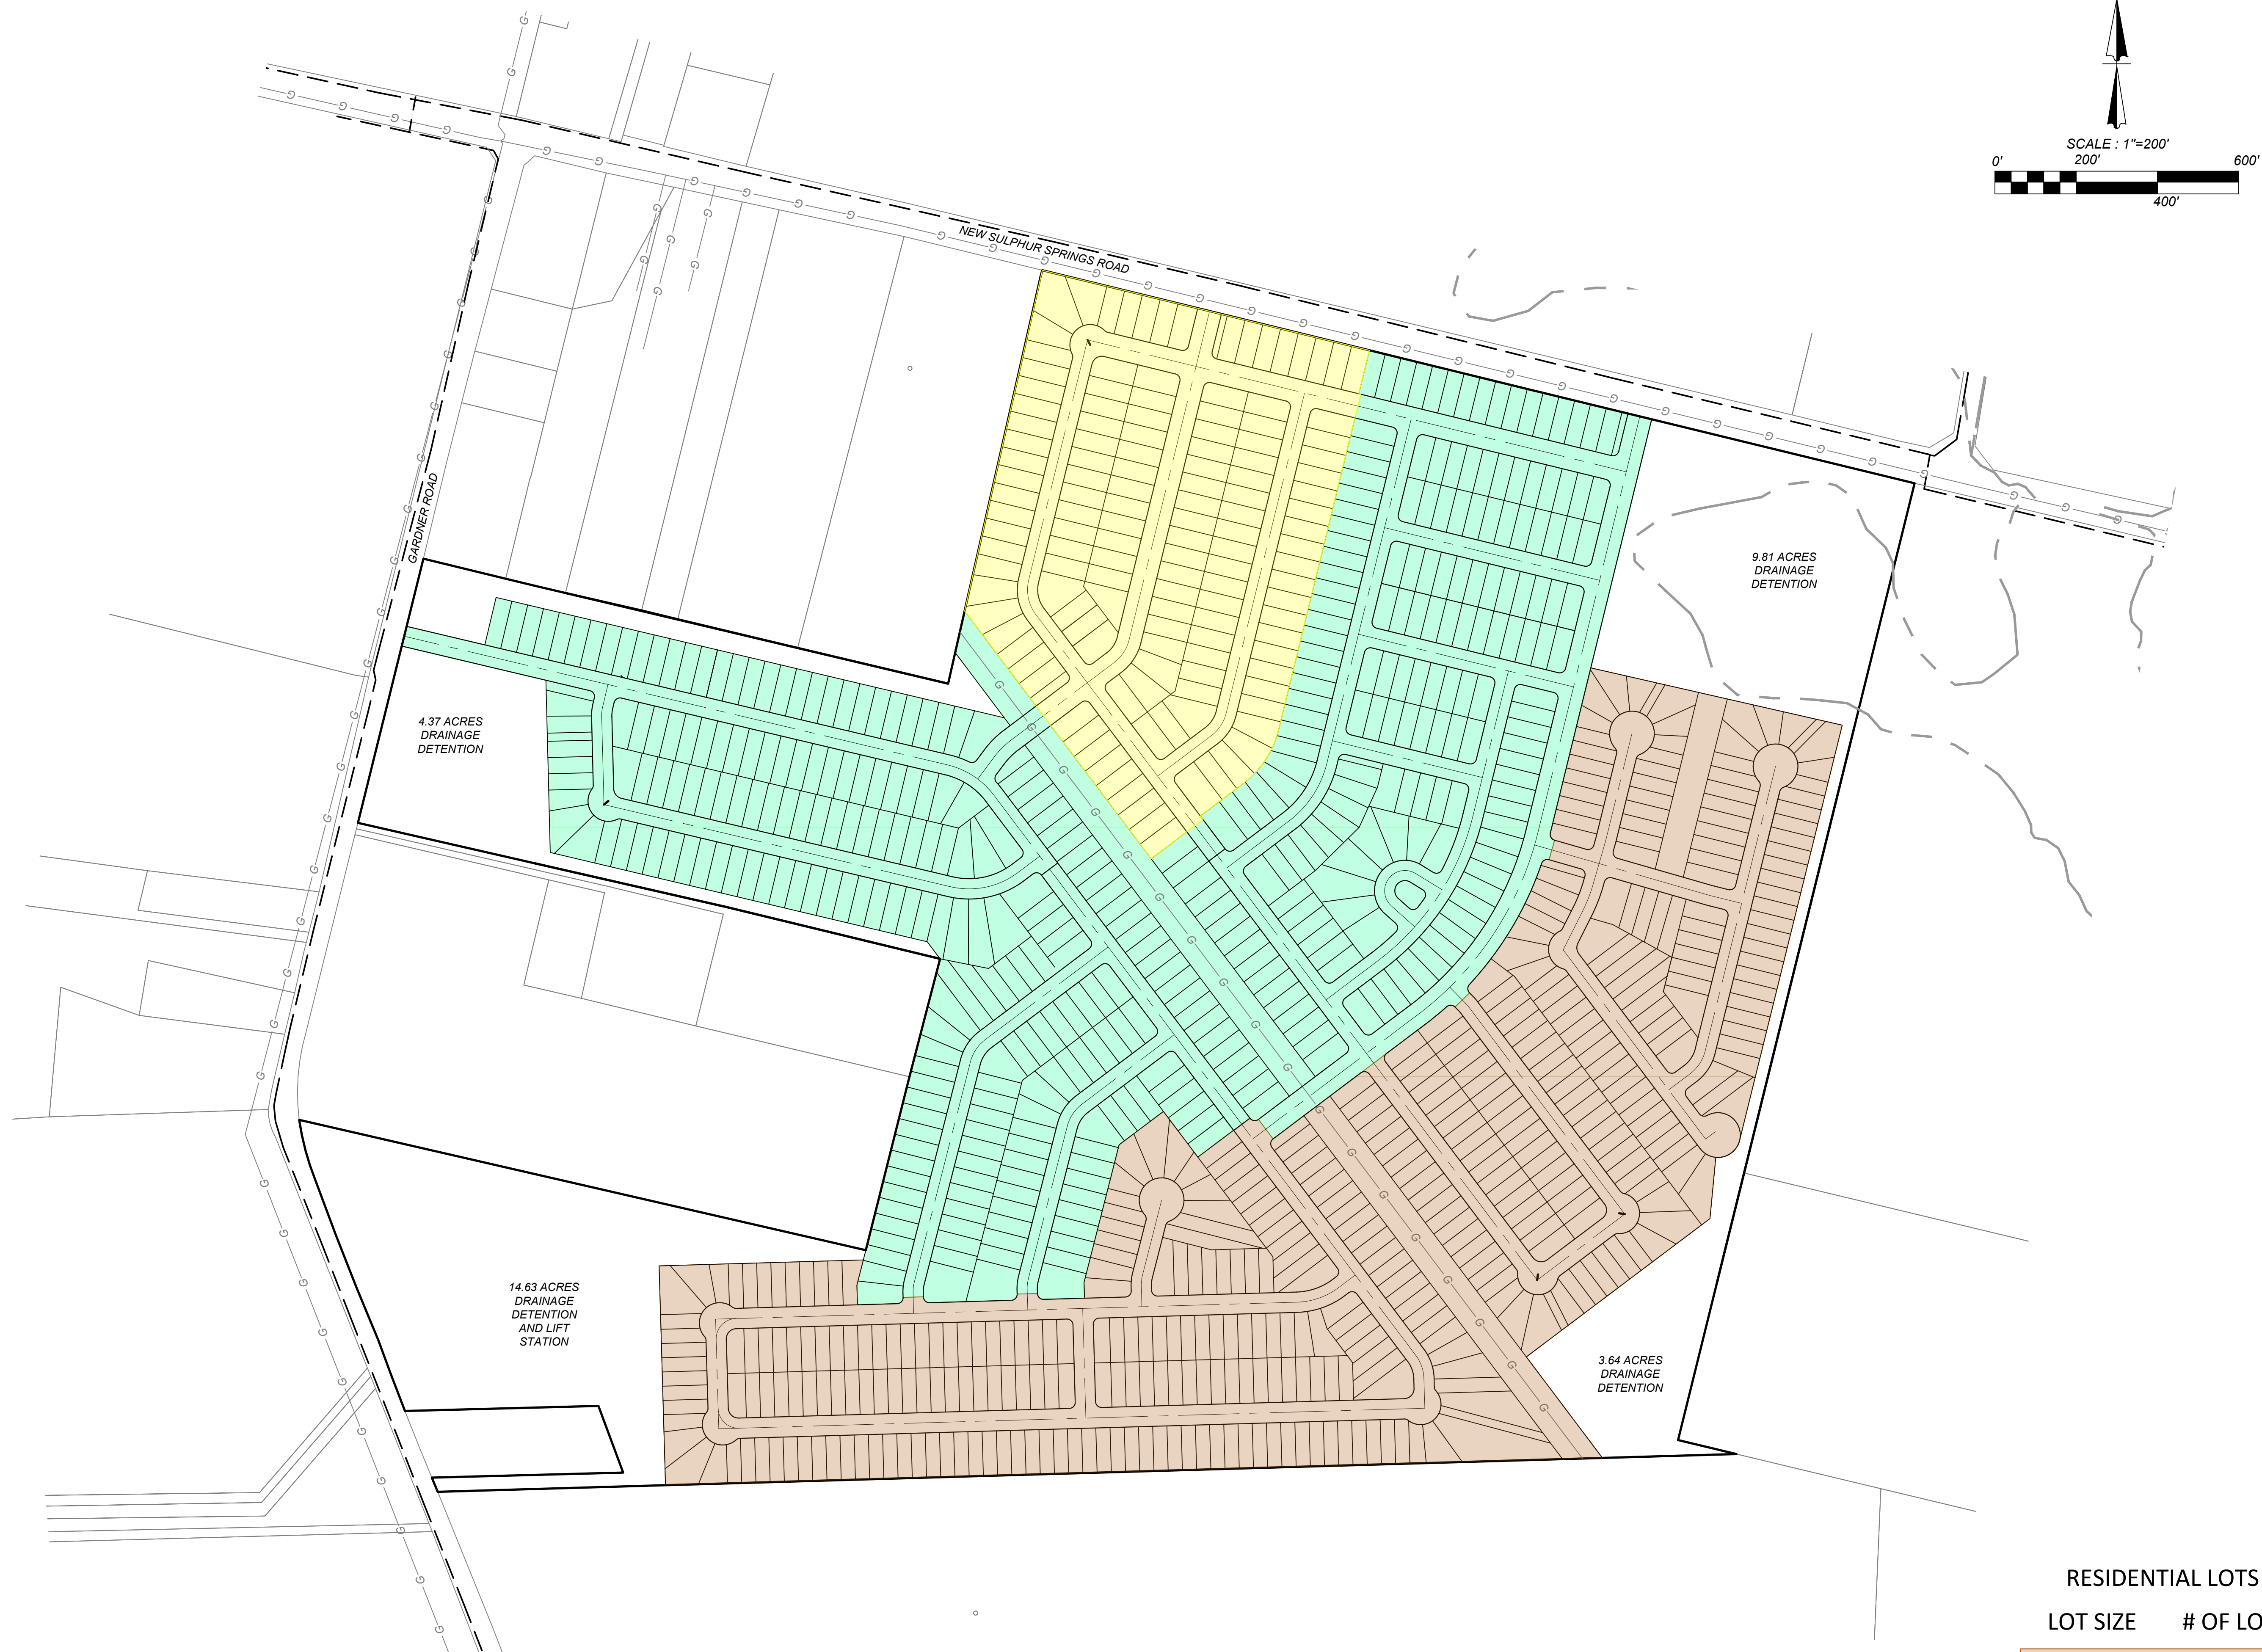 SCALE : 1"=200'
0' 200' 600'
400'
NEW SULPHUR SPRINGS ROAD
GARDNER ROAD
9.81 ACRES
DRAINAGE
DETENTION
4.37 ACRES
DRAINAGE
DETENTION
14.63 ACRES
DRAINAGE
DETENTION
AND LIFT
STATION
3.64 ACRES
DRAINAGE
DETENTION
RESIDENTIAL LOTS
LOT SIZE # OF LO